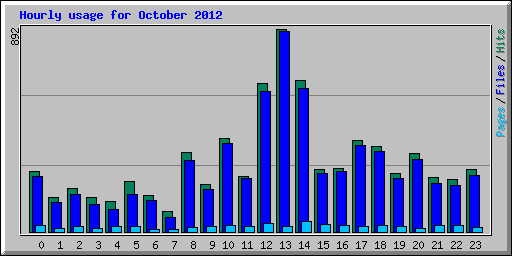 Hourly usage for October 2012
892
Pages / Files / Hits
0 1 2 3 4 5 6 7 8 9 10 11 12 13 14 15 16 17 18 19 20 21 22 23